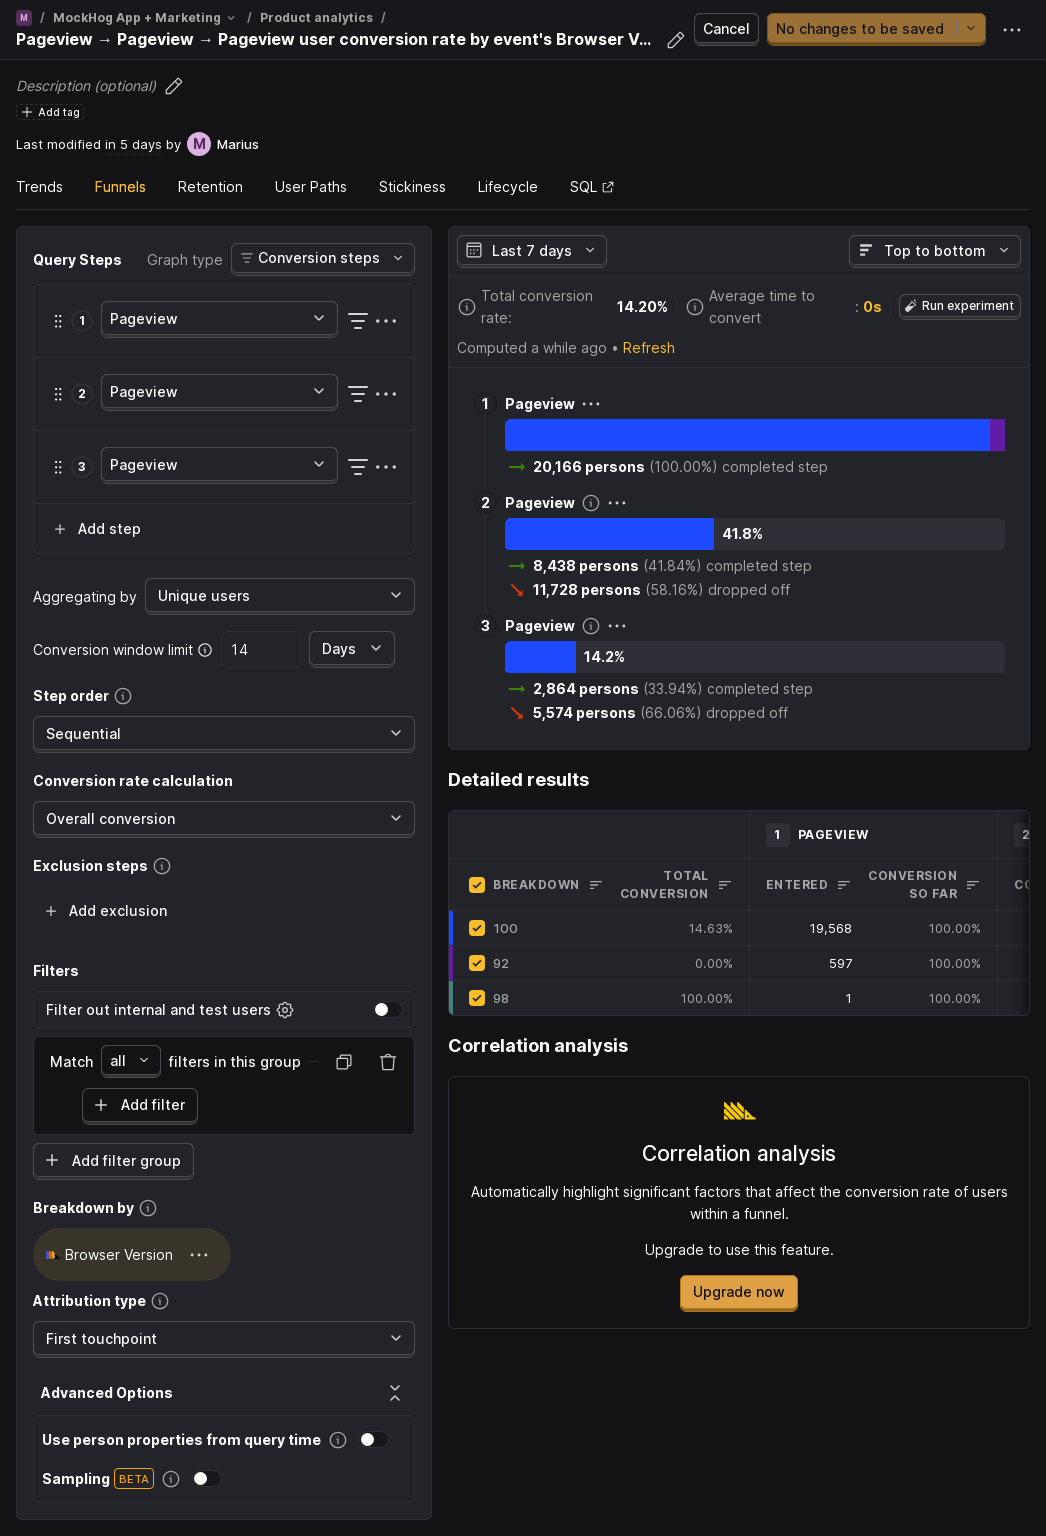 M / MockHog App + Marketing / Product analytics /
Pageview → Pageview → Pageview user conversion rate by event's Browser V...
Cancel
No changes to be saved
Description (optional)
Add tag
Last modified in 5 days by M Marius
Trends Funnels Retention User Paths Stickiness Lifecycle SQL
Query Steps
Graph type
Conversion steps
1 Pageview
2 Pageview
3 Pageview
Add step
Aggregating by Unique users
Conversion window limit 14 Days
Step order
Sequential
Conversion rate calculation
Overall conversion
Exclusion steps
Add exclusion
Filters
Filter out internal and test users
Match all filters in this group
Add filter
Add filter group
Breakdown by
Browser Version
Attribution type
First touchpoint
Advanced Options
Use person properties from query time
Sampling BETA
Last 7 days
Top to bottom
Total conversion
rate:
14.20%
Average time to
convert
: 0s
Run experiment
Computed a while ago • Refresh
1 Pageview
20,166 persons (100.00%) completed step
2 Pageview
41.8%
8,438 persons (41.84%) completed step
11,728 persons (58.16%) dropped off
3 Pageview
14.2%
2,864 persons (33.94%) completed step
5,574 persons (66.06%) dropped off
Detailed results
1 PAGEVIEW 2
BREAKDOWN
TOTAL
CONVERSION
ENTERED
CONVERSION
SO FAR
CO
100 14.63% 19,568 100.00%
92 0.00% 597 100.00%
98 100.00% 1 100.00%
Correlation analysis
Correlation analysis
Automatically highlight significant factors that affect the conversion rate of users
within a funnel.
Upgrade to use this feature.
Upgrade now